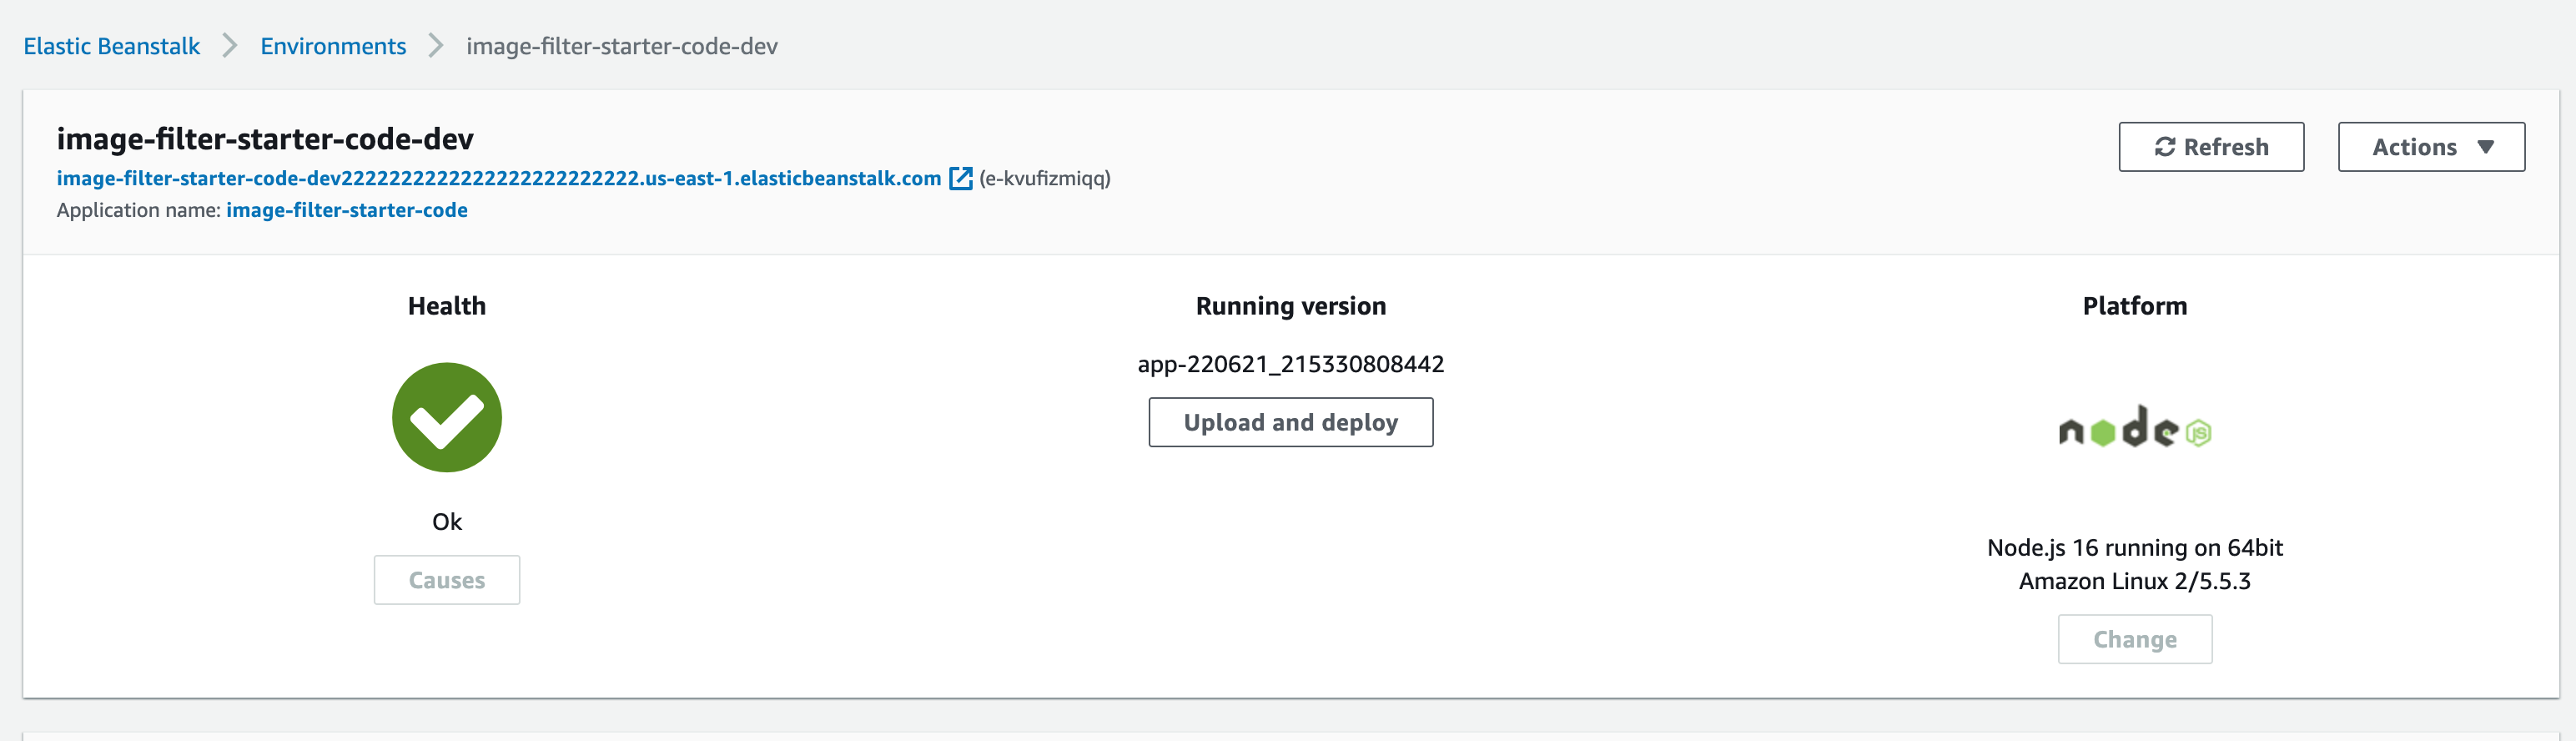 Elastic Beanstalk > Environments > image-filter-starter-code-dev
image-filter-starter-code-dev
Refresh
Actions
image-filter-starter-code-dev2222222222222222222222222.us-east-1.elasticbeanstalk.com (e-kvufizmiqq)
Application name: image-filter-starter-code
Health
Running version
Platform
app-220621_215330808442
Upload and deploy
node JS
Ok
Node.js 16 running on 64bit
Amazon Linux 2/5.5.3
Causes
Change